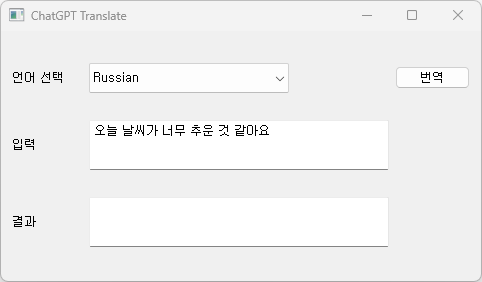 ChatGPT Translate
언어 선택
Russian
번역
입력
오늘 날씨가 너무 추운 것 같아요
결과